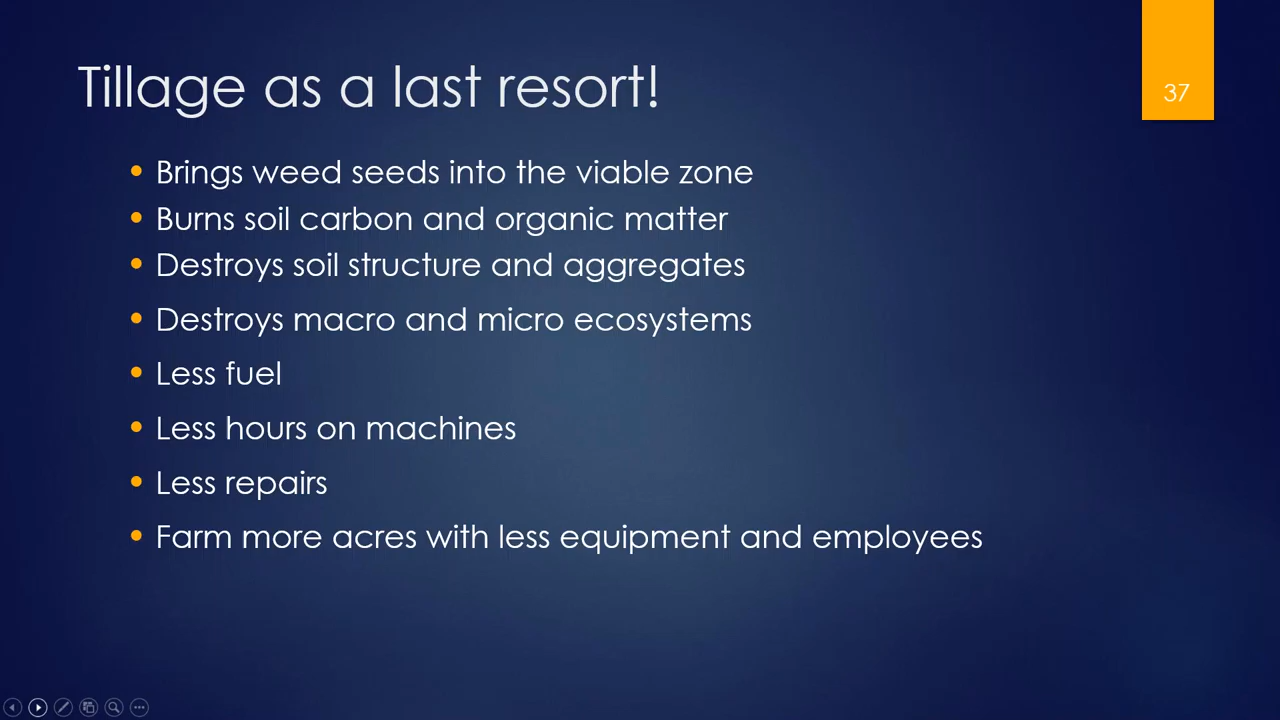 Tillage as a last resort!
37
• Brings weed seeds into the viable zone
• Burns soil carbon and organic matter
• Destroys soil structure and aggregates
• Destroys macro and micro ecosystems
• Less fuel
• Less hours on machines
• Less repairs
• Farm more acres with less equipment and employees